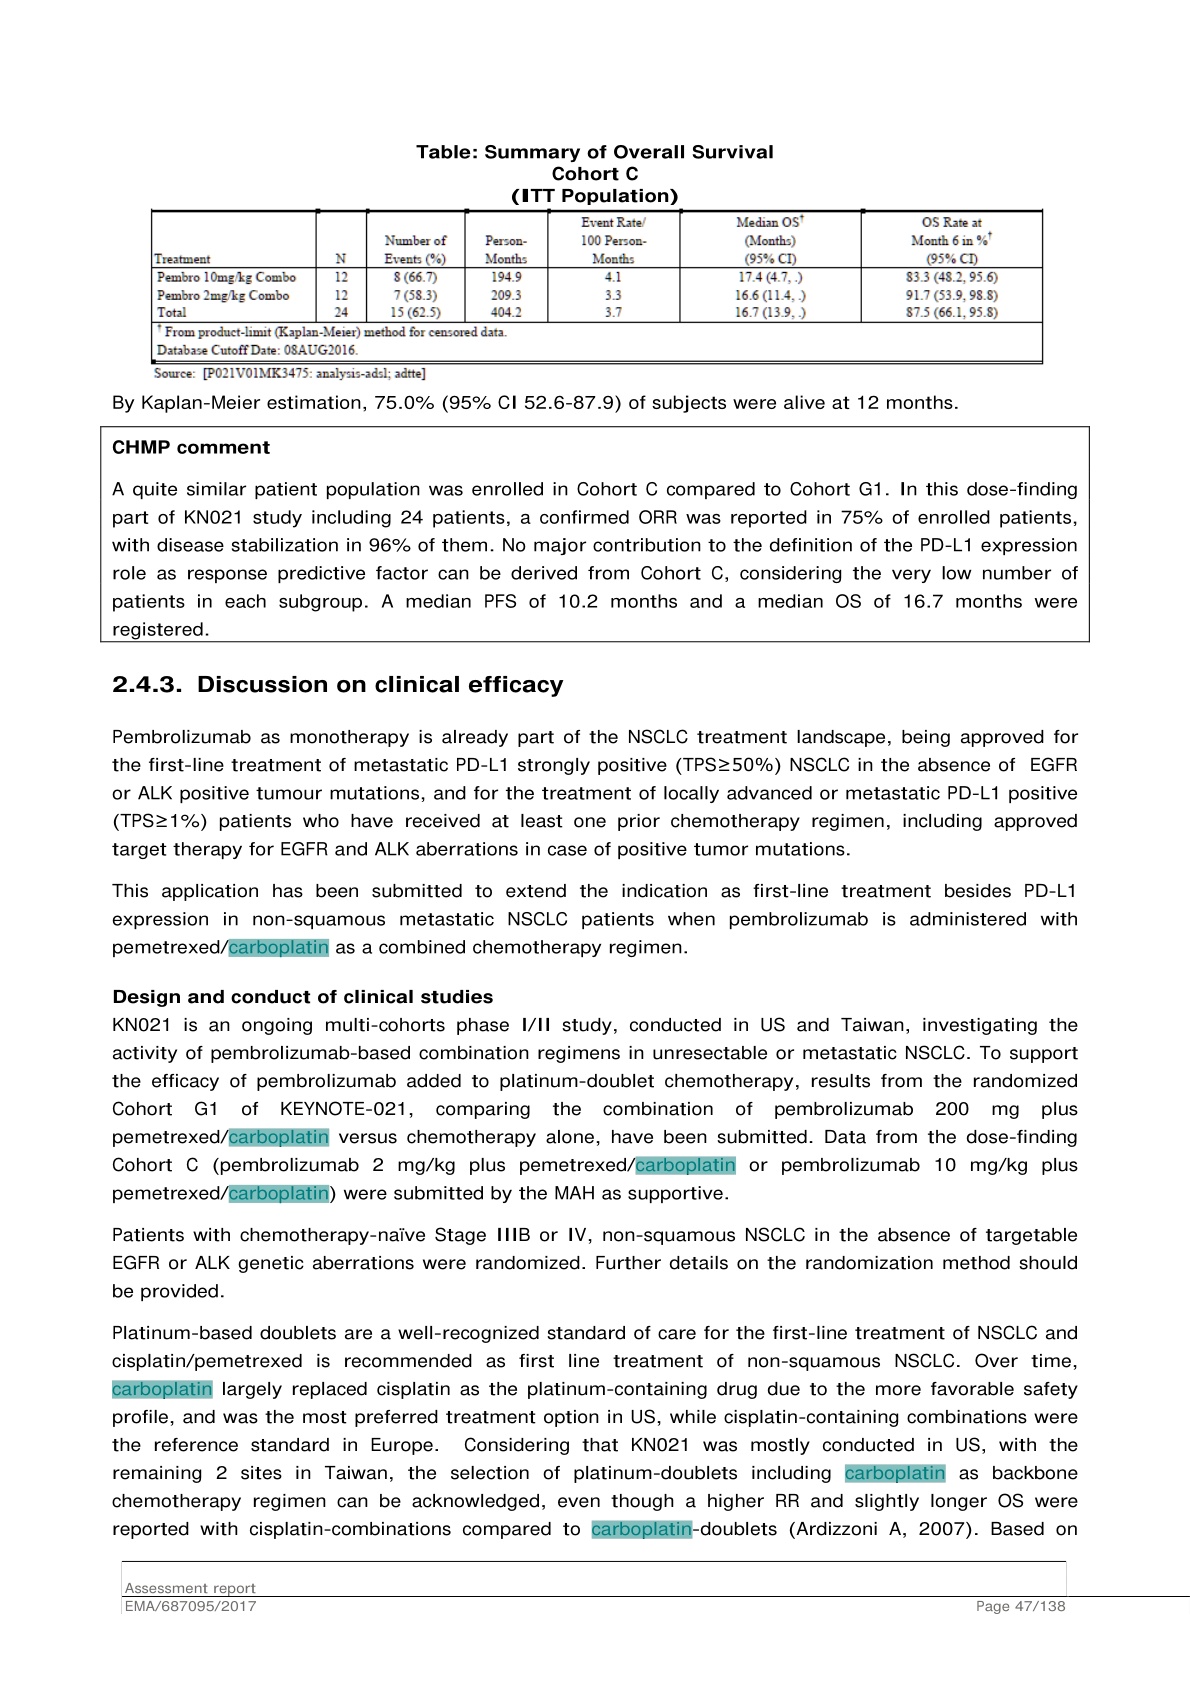 Table: Summary of Overall Survival
Cohort C
(ITT Population)
Treatment N Number of Events (%) Person-Months Event Rate/ 100 Person-Months Median OS† (Months) (95% CI) OS Rate at Month 6 in %† (95% CI)
Pembro 10mg/kg Combo 12 8 (66.7) 194.9 4.1 17.4 (4.7, .) 83.3 (48.2, 95.6)
Pembro 2mg/kg Combo 12 7 (58.3) 209.3 3.3 16.6 (11.4, .) 91.7 (53.9, 98.8)
Total 24 15 (62.5) 404.2 3.7 16.7 (13.9, .) 87.5 (66.1, 95.8)
† From product-limit (Kaplan-Meier) method for censored data.
Database Cutoff Date: 08AUG2016.
Source: [P021V01MK3475: analysis-adsl; adtte]
By Kaplan-Meier estimation, 75.0% (95% CI 52.6-87.9) of subjects were alive at 12 months.
CHMP comment
A quite similar patient population was enrolled in Cohort C compared to Cohort G1. In this dose-finding
part of KN021 study including 24 patients, a confirmed ORR was reported in 75% of enrolled patients,
with disease stabilization in 96% of them. No major contribution to the definition of the PD-L1 expression
role as response predictive factor can be derived from Cohort C, considering the very low number of
patients in each subgroup. A median PFS of 10.2 months and a median OS of 16.7 months were
registered.
2.4.3. Discussion on clinical efficacy
Pembrolizumab as monotherapy is already part of the NSCLC treatment landscape, being approved for
the first-line treatment of metastatic PD-L1 strongly positive (TPS≥50%) NSCLC in the absence of EGFR
or ALK positive tumour mutations, and for the treatment of locally advanced or metastatic PD-L1 positive
(TPS≥1%) patients who have received at least one prior chemotherapy regimen, including approved
target therapy for EGFR and ALK aberrations in case of positive tumor mutations.
This application has been submitted to extend the indication as first-line treatment besides PD-L1
expression in non-squamous metastatic NSCLC patients when pembrolizumab is administered with
pemetrexed/carboplatin as a combined chemotherapy regimen.
Design and conduct of clinical studies
KN021 is an ongoing multi-cohorts phase I/II study, conducted in US and Taiwan, investigating the
activity of pembrolizumab-based combination regimens in unresectable or metastatic NSCLC. To support
the efficacy of pembrolizumab added to platinum-doublet chemotherapy, results from the randomized
Cohort G1 of KEYNOTE-021, comparing the combination of pembrolizumab 200 mg plus
pemetrexed/carboplatin versus chemotherapy alone, have been submitted. Data from the dose-finding
Cohort C (pembrolizumab 2 mg/kg plus pemetrexed/carboplatin or pembrolizumab 10 mg/kg plus
pemetrexed/carboplatin) were submitted by the MAH as supportive.
Patients with chemotherapy-naïve Stage IIIB or IV, non-squamous NSCLC in the absence of targetable
EGFR or ALK genetic aberrations were randomized. Further details on the randomization method should
be provided.
Platinum-based doublets are a well-recognized standard of care for the first-line treatment of NSCLC and
cisplatin/pemetrexed is recommended as first line treatment of non-squamous NSCLC. Over time,
carboplatin largely replaced cisplatin as the platinum-containing drug due to the more favorable safety
profile, and was the most preferred treatment option in US, while cisplatin-containing combinations were
the reference standard in Europe. Considering that KN021 was mostly conducted in US, with the
remaining 2 sites in Taiwan, the selection of platinum-doublets including carboplatin as backbone
chemotherapy regimen can be acknowledged, even though a higher RR and slightly longer OS were
reported with cisplatin-combinations compared to carboplatin-doublets (Ardizzoni A, 2007). Based on
Assessment report
EMA/687095/2017 Page 47/138